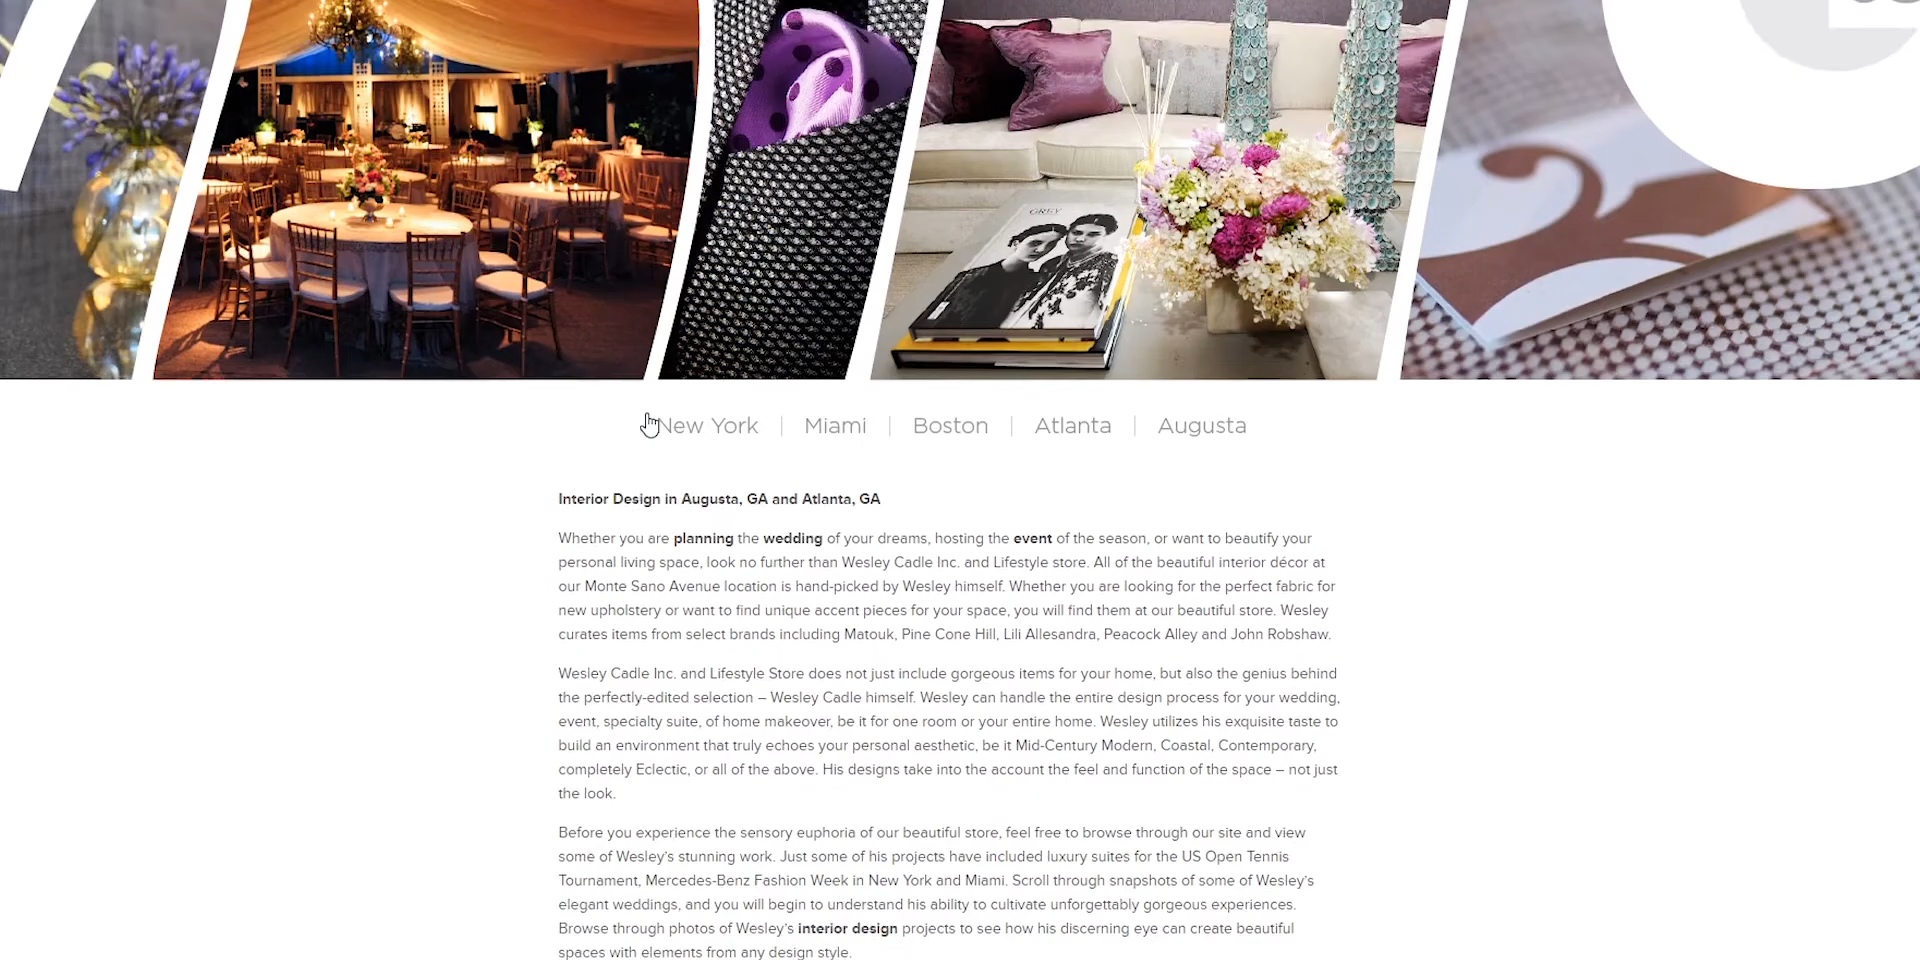 GREY
New York | Miami | Boston | Atlanta | Augusta
Interior Design in Augusta, GA and Atlanta, GA
Whether you are planning the wedding of your dreams, hosting the event of the season, or want to beautify your
personal living space, look no further than Wesley Cadle Inc. and Lifestyle store. All of the beautiful interior décor at
our Monte Sano Avenue location is hand-picked by Wesley himself. Whether you are looking for the perfect fabric for
new upholstery or want to find unique accent pieces for your space, you will find them at our beautiful store. Wesley
curates items from select brands including Matouk, Pine Cone Hill, Lili Allesandra, Peacock Alley and John Robshaw.
Wesley Cadle Inc. and Lifestyle Store does not just include gorgeous items for your home, but also the genius behind
the perfectly-edited selection – Wesley Cadle himself. Wesley can handle the entire design process for your wedding,
event, specialty suite, of home makeover, be it for one room or your entire home. Wesley utilizes his exquisite taste to
build an environment that truly echoes your personal aesthetic, be it Mid-Century Modern, Coastal, Contemporary,
completely Eclectic, or all of the above. His designs take into the account the feel and function of the space – not just
the look.
Before you experience the sensory euphoria of our beautiful store, feel free to browse through our site and view
some of Wesley's stunning work. Just some of his projects have included luxury suites for the US Open Tennis
Tournament, Mercedes-Benz Fashion Week in New York and Miami. Scroll through snapshots of some of Wesley's
elegant weddings, and you will begin to understand his ability to cultivate unforgettably gorgeous experiences.
Browse through photos of Wesley's interior design projects to see how his discerning eye can create beautiful
spaces with elements from any design style.